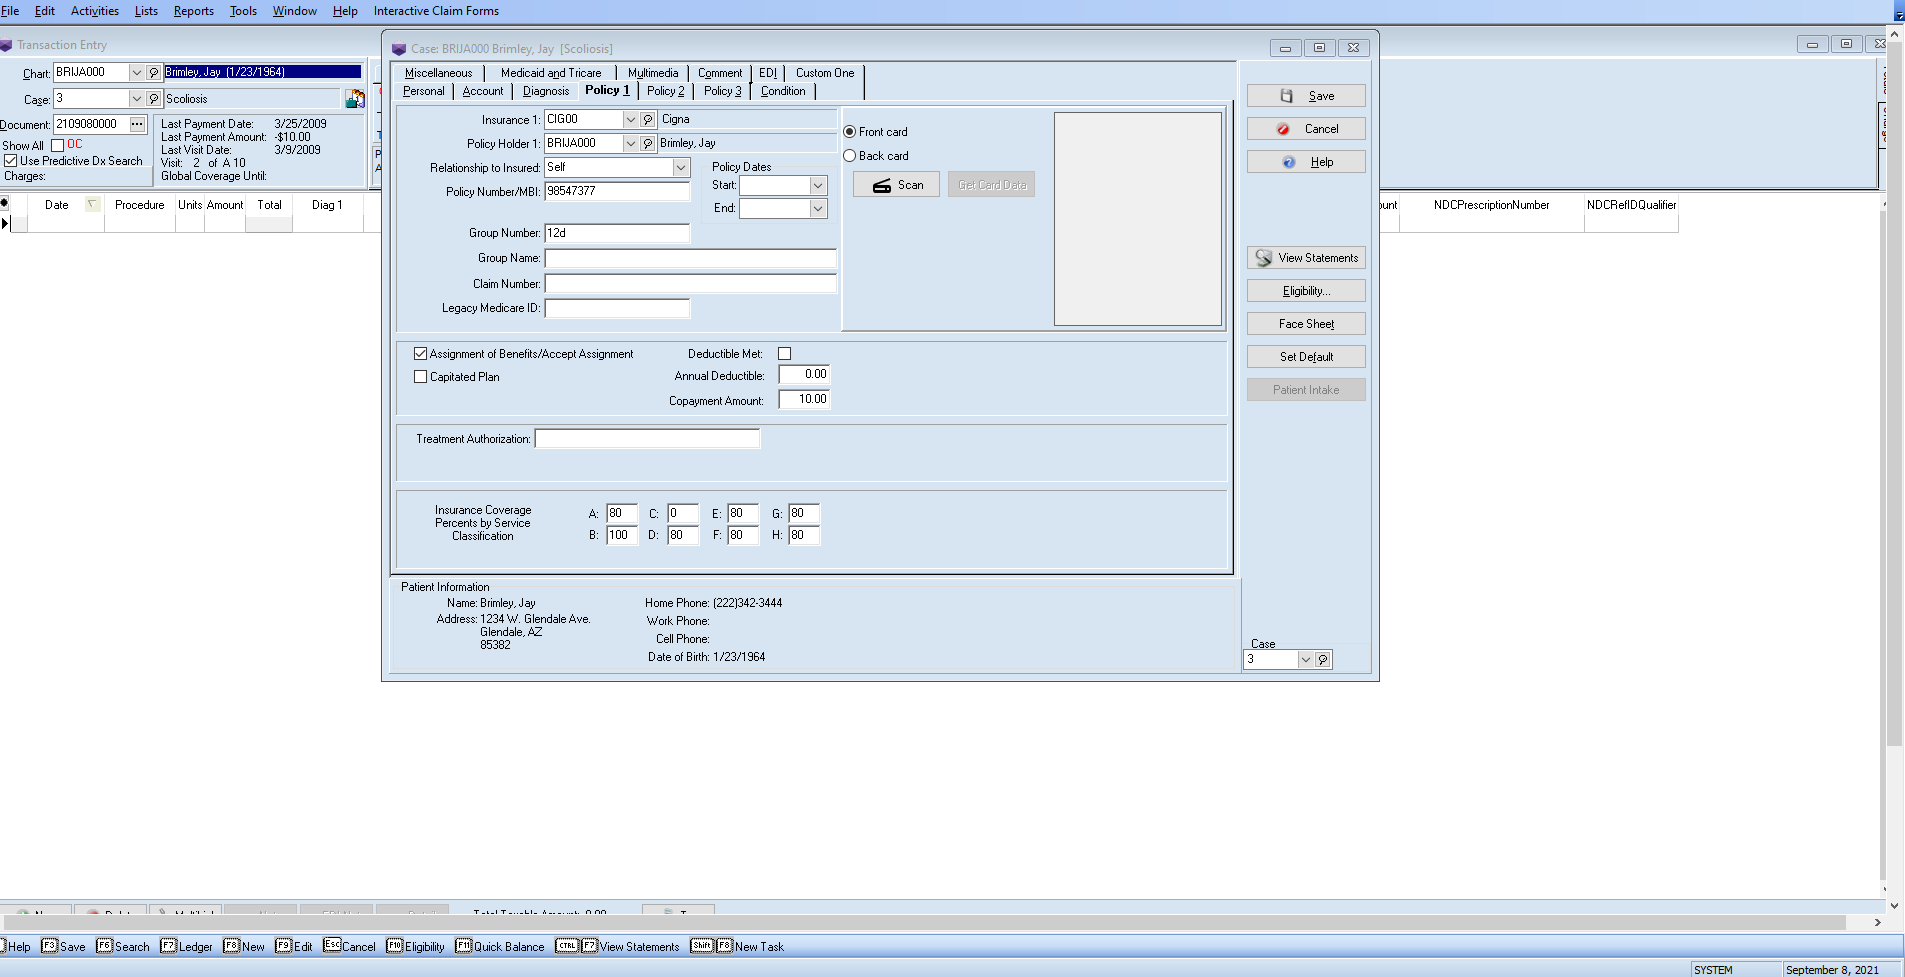 File Edit Activities Lists Reports Tools Window Help Interactive Claim Forms
Transaction Entry
Chart: BRIJA000 Brimley, Jay (1/23/1964)
Case: 3 Scoliosis
Document: 2109080000
Show All OC
Use Predictive Dx Search
Charges:
Last Payment Date: 3/25/2009
Last Payment Amount: -$10.00
Last Visit Date: 3/9/2009
Visit: 2 of A 10
Global Coverage Until:
Date Procedure Units Amount Total Diag 1
NDCPrescriptionNumber NDCRefIDQualifier
Case: BRIJA000 Brimley, Jay [Scoliosis]
Miscellaneous Medicaid and Tricare Multimedia Comment EDI Custom One
Personal Account Diagnosis Policy 1 Policy 2 Policy 3 Condition
Insurance 1: CIG00 Cigna
Policy Holder 1: BRIJA000 Brimley, Jay
Relationship to Insured: Self
Policy Number/MBI: 98547377
Policy Dates
Start:
End:
Group Number: 12d
Group Name:
Claim Number:
Legacy Medicare ID:
Front card
Back card
Scan Get Card Data
Assignment of Benefits/Accept Assignment
Capitated Plan
Deductible Met:
Annual Deductible: 0.00
Copayment Amount: 10.00
Treatment Authorization:
Insurance Coverage
Percents by Service
Classification
A: 80 C: 0 E: 80 G: 80
B: 100 D: 80 F: 80 H: 80
Patient Information
Name: Brimley, Jay
Address: 1234 W. Glendale Ave.
Glendale, AZ
85382
Home Phone: (222)342-3444
Work Phone:
Cell Phone:
Date of Birth: 1/23/1964
Save
Cancel
Help
View Statements
Eligibility...
Face Sheet
Set Default
Patient Intake
Case
3
Help F3 Save F6 Search F7 Ledger F8 New F9 Edit Esc Cancel F10 Eligibility F11 Quick Balance CTRL F7 View Statements Shift F8 New Task
SYSTEM September 8, 2021